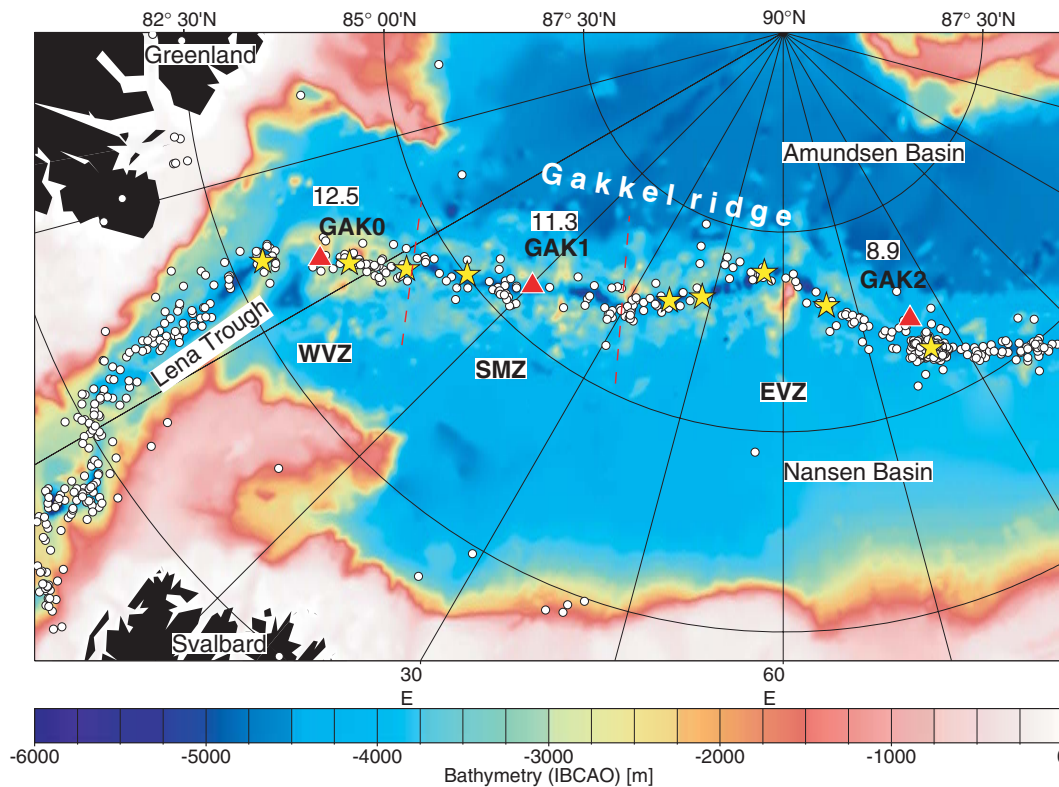 82° 30'N 85° 00'N 87° 30'N 90°N 87° 30'N
Greenland
Amundsen Basin
Gakkel ridge
12.5
GAK0
11.3
GAK1
8.9
GAK2
Lena Trough
WVZ
SMZ
EVZ
Nansen Basin
Svalbard
30
E
60
E
-6000 -5000 -4000 -3000 -2000 -1000 0
Bathymetry (IBCAO) [m]